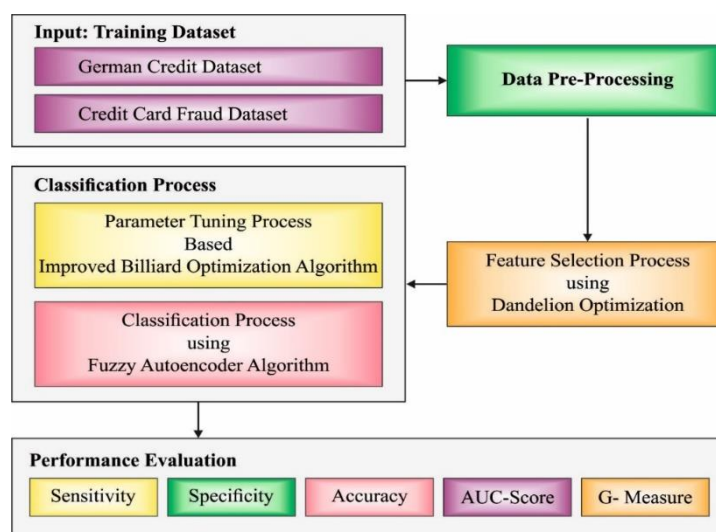 Input: Training Dataset
German Credit Dataset
Credit Card Fraud Dataset
Data Pre-Processing
Feature Selection Process
using
Dandelion Optimization
Classification Process
Parameter Tuning Process
Based
Improved Billiard Optimization Algorithm
Classification Process
using
Fuzzy Autoencoder Algorithm
Performance Evaluation
Sensitivity
Specificity
Accuracy
AUC-Score
G- Measure